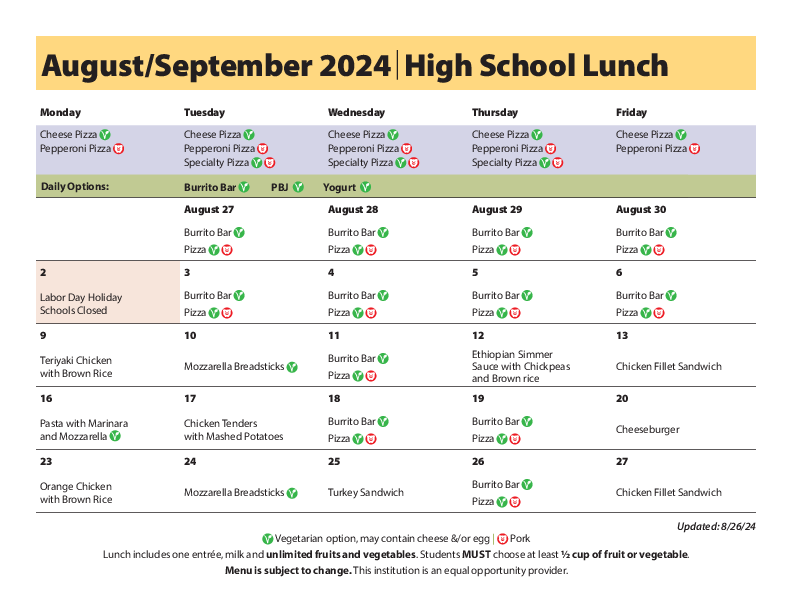 August/September 2024 | High School Lunch
Monday Tuesday Wednesday Thursday Friday
Cheese Pizza Cheese Pizza Cheese Pizza Cheese Pizza Cheese Pizza
Pepperoni Pizza Pepperoni Pizza Pepperoni Pizza Pepperoni Pizza Pepperoni Pizza
Specialty Pizza Specialty Pizza Specialty Pizza
Daily Options: Burrito Bar PBJ Yogurt
August 27 August 28 August 29 August 30
Burrito Bar Burrito Bar Burrito Bar Burrito Bar
Pizza Pizza Pizza Pizza
2 3 4 5 6
Labor Day Holiday Burrito Bar Burrito Bar Burrito Bar Burrito Bar
Schools Closed Pizza Pizza Pizza Pizza
9 10 11 12 13
Teriyaki Chicken
with Brown Rice
Mozzarella Breadsticks
Burrito Bar
Pizza
Ethiopian Simmer
Sauce with Chickpeas
and Brown rice
Chicken Fillet Sandwich
16 17 18 19 20
Pasta with Marinara
and Mozzarella
Chicken Tenders
with Mashed Potatoes
Burrito Bar
Pizza
Burrito Bar
Pizza
Cheeseburger
23 24 25 26 27
Orange Chicken
with Brown Rice
Mozzarella Breadsticks
Turkey Sandwich
Burrito Bar
Pizza
Chicken Fillet Sandwich
Updated: 8/26/24
Vegetarian option, may contain cheese &/or egg | Pork
Lunch includes one entrée, milk and unlimited fruits and vegetables. Students MUST choose at least ½ cup of fruit or vegetable.
Menu is subject to change. This institution is an equal opportunity provider.